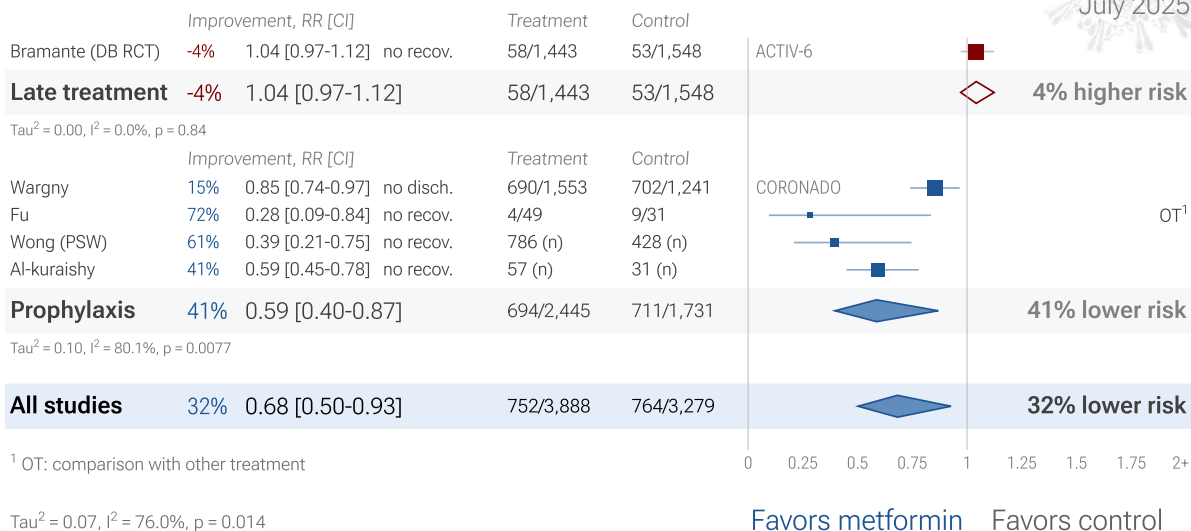 July 2025
Improvement, RR [CI] Treatment Control
Bramante (DB RCT) -4% 1.04 [0.97-1.12] no recov. 58/1,443 53/1,548 ACTIV-6
Late treatment -4% 1.04 [0.97-1.12] 58/1,443 53/1,548 4% higher risk
Tau² = 0.00, I² = 0.0%, p = 0.84
Improvement, RR [CI] Treatment Control
Wargny 15% 0.85 [0.74-0.97] no disch. 690/1,553 702/1,241 CORONADO
Fu 72% 0.28 [0.09-0.84] no recov. 4/49 9/31 OT¹
Wong (PSW) 61% 0.39 [0.21-0.75] no recov. 786 (n) 428 (n)
Al-kuraishy 41% 0.59 [0.45-0.78] no recov. 57 (n) 31 (n)
Prophylaxis 41% 0.59 [0.40-0.87] 694/2,445 711/1,731 41% lower risk
Tau² = 0.10, I² = 80.1%, p = 0.0077
All studies 32% 0.68 [0.50-0.93] 752/3,888 764/3,279 32% lower risk
¹ OT: comparison with other treatment 0 0.25 0.5 0.75 1 1.25 1.5 1.75 2+
Tau² = 0.07, I² = 76.0%, p = 0.014 Favors metformin Favors control